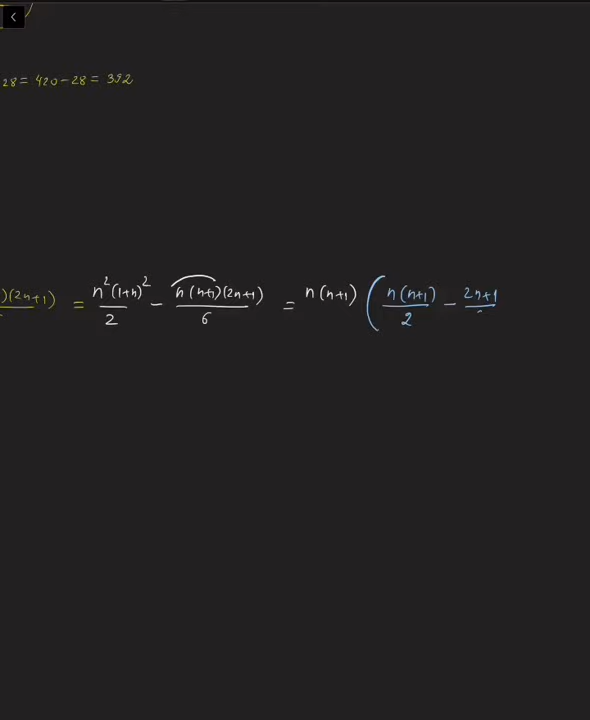 28 = 420 - 28 = 392
)(2n+1) = n²(1+n)²/2 - n(n+1)(2n+1)/6 = n(n+1) ( n(n+1)/2 - 2n+1/